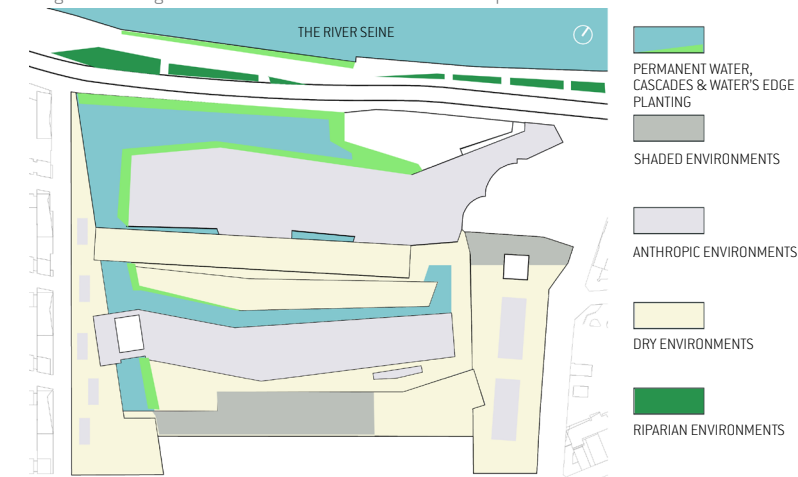 THE RIVER SEINE
PERMANENT WATER,
CASCADES & WATER'S EDGE
PLANTING
SHADED ENVIRONMENTS
ANTHROPIC ENVIRONMENTS
DRY ENVIRONMENTS
RIPARIAN ENVIRONMENTS